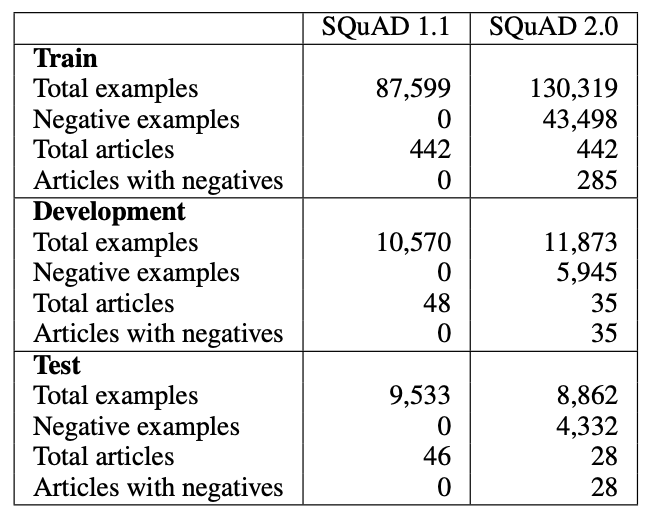 SQuAD 1.1 SQuAD 2.0
Train
Total examples 87,599 130,319
Negative examples 0 43,498
Total articles 442 442
Articles with negatives 0 285
Development
Total examples 10,570 11,873
Negative examples 0 5,945
Total articles 48 35
Articles with negatives 0 35
Test
Total examples 9,533 8,862
Negative examples 0 4,332
Total articles 46 28
Articles with negatives 0 28